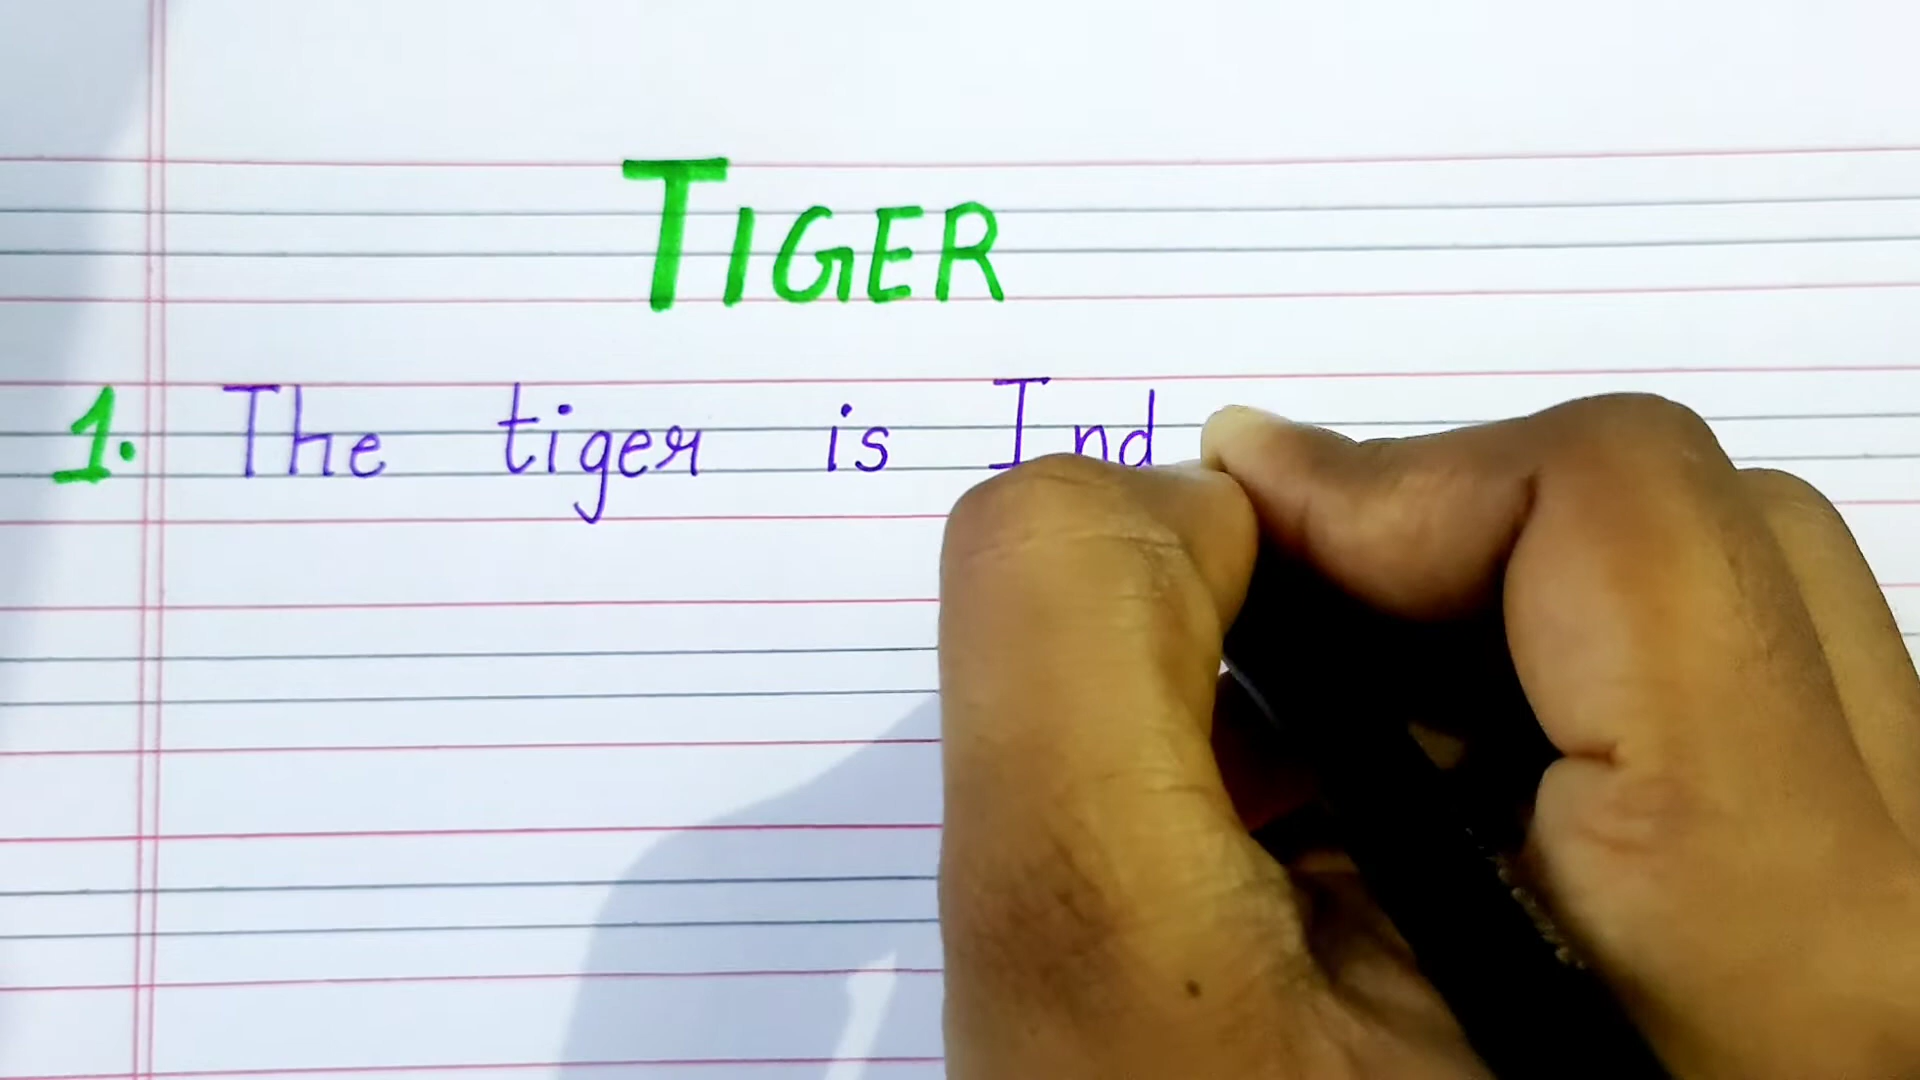 TIGER
1. The tiger is Ind